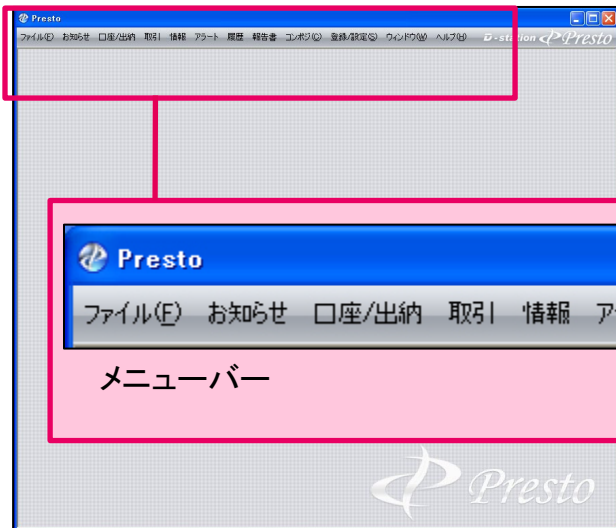 Presto
ファイル(F) お知らせ 口座/出納 取引 情報 アラート 履歴 報告書 コンポジ(C) 登録/設定(S) ウィンドウ(W) ヘルプ(H) D-station Presto
Presto
ファイル(F) お知らせ 口座/出納 取引 情報 ア
メニューバー
Presto